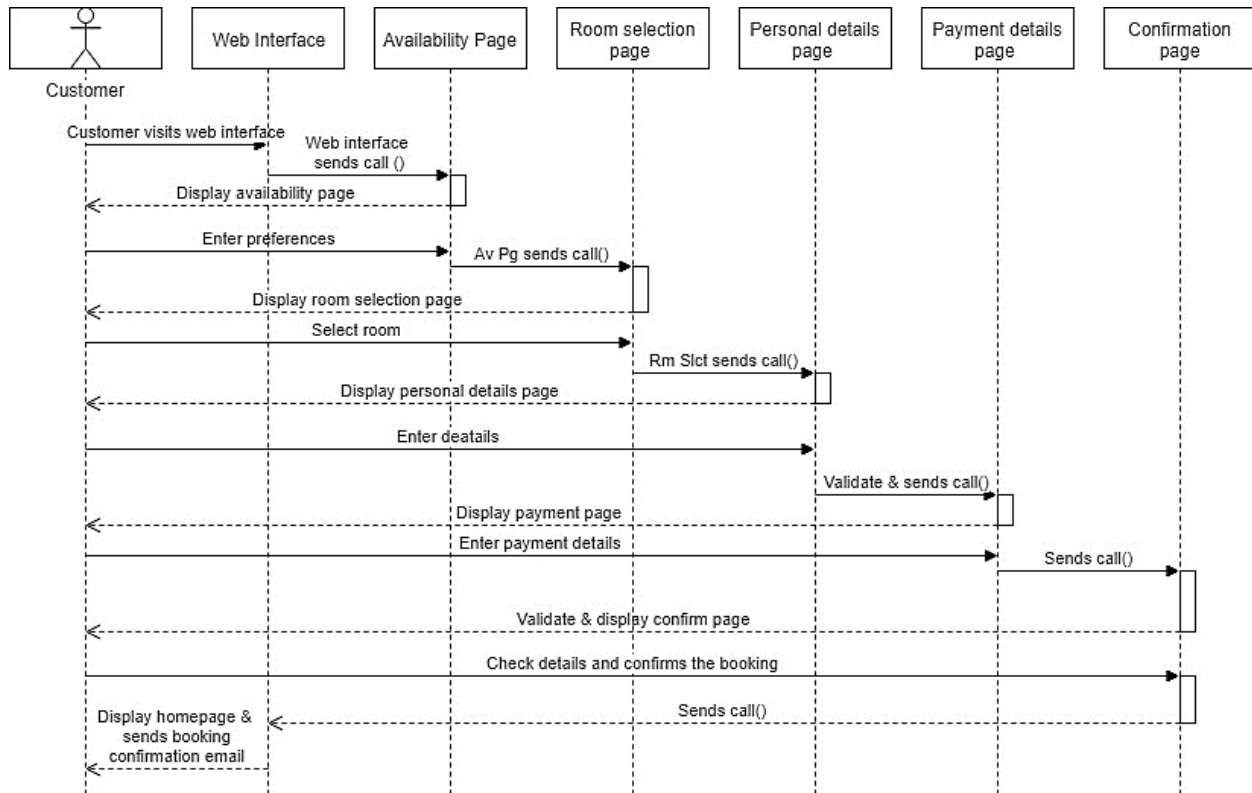 Web Interface
Availability Page
Room selection
page
Personal details
page
Payment details
page
Confirmation
page
Customer
Customer visits web interface
Web interface
sends call ()
Display availability page
Enter preferences
Av Pg sends call()
Display room selection page
Select room
Rm Slct sends call()
Display personal details page
Enter deatails
Validate & sends call()
Display payment page
Enter payment details
Sends call()
Validate & display confirm page
Check details and confirms the booking
Sends call()
Display homepage &
sends booking
confirmation email